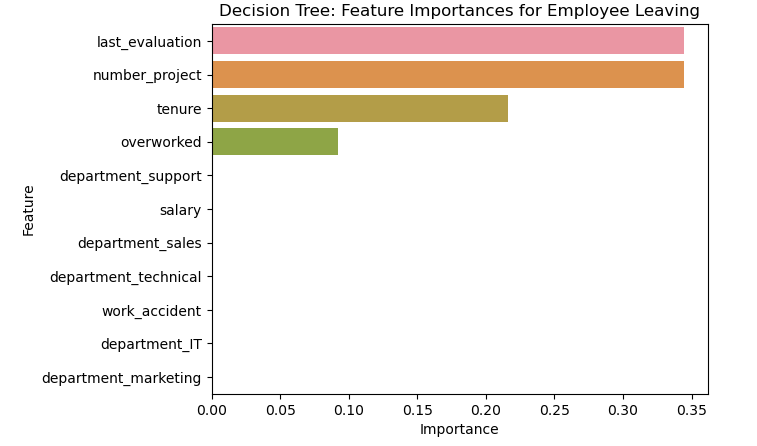 Decision Tree: Feature Importances for Employee Leaving
last_evaluation
number_project
tenure
overworked
department_support
salary
department_sales
department_technical
work_accident
department_IT
department_marketing
Feature
0.00 0.05 0.10 0.15 0.20 0.25 0.30 0.35
Importance